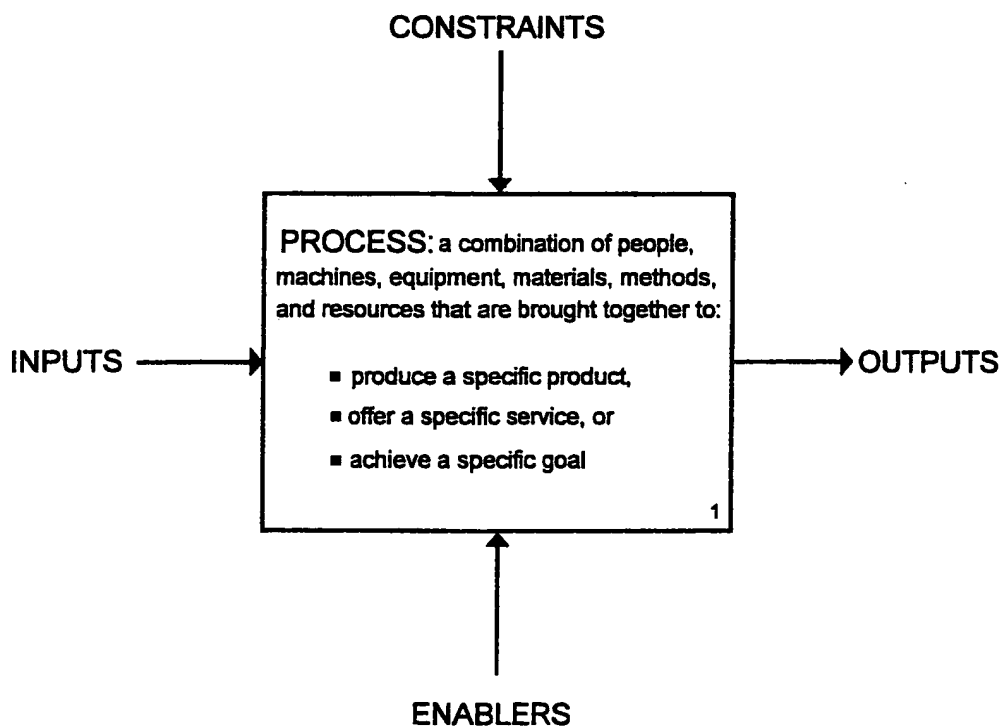 CONSTRAINTS
PROCESS: a combination of people,
machines, equipment, materials, methods,
and resources that are brought together to:
INPUTS
OUTPUTS
■ produce a specific product,
■ offer a specific service, or
■ achieve a specific goal
1
ENABLERS